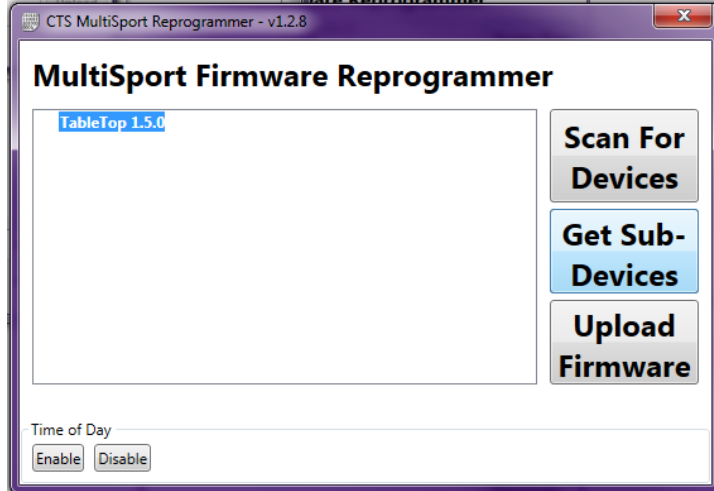 CTS MultiSport Reprogrammer - v1.2.8
MultiSport Firmware Reprogrammer
TableTop 1.5.0
Scan For
Devices
Get Sub-
Devices
Upload
Firmware
Time of Day
Enable
Disable